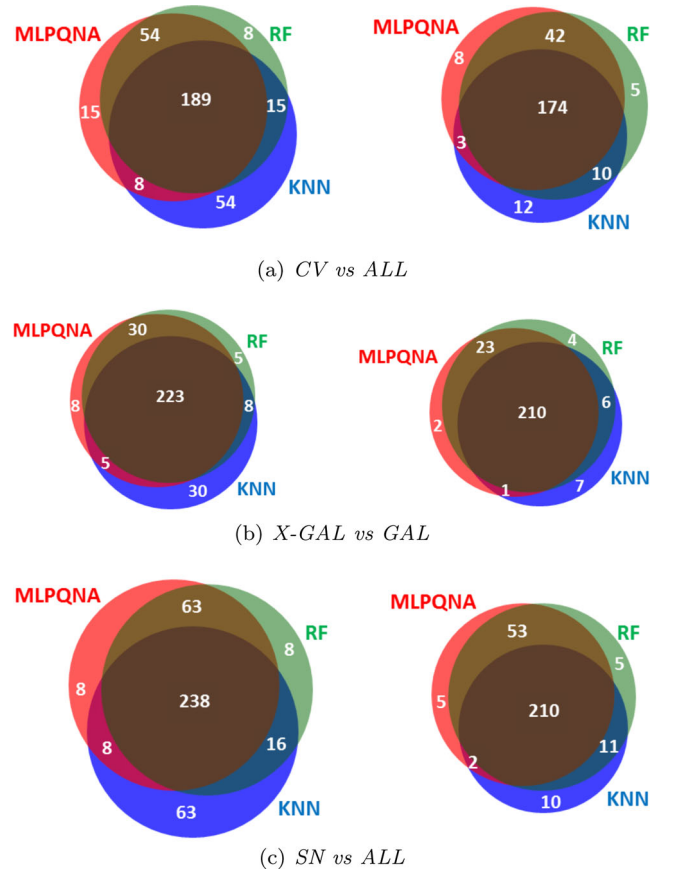 MLPQNA 54 8 RF
15 189 15
8 54 KNN
MLPQNA 42 RF
8 5
174
3 10
12 KNN
(a) CV vs ALL
MLPQNA 30 RF
5
8 223 8
5 30 KNN
MLPQNA 23 4 RF
2 210 6
1 7 KNN
(b) X-GAL vs GAL
MLPQNA 63 RF
8 8
238
8 16
63 KNN
MLPQNA 53 RF
5 5
210
2 11
10 KNN
(c) SN vs ALL